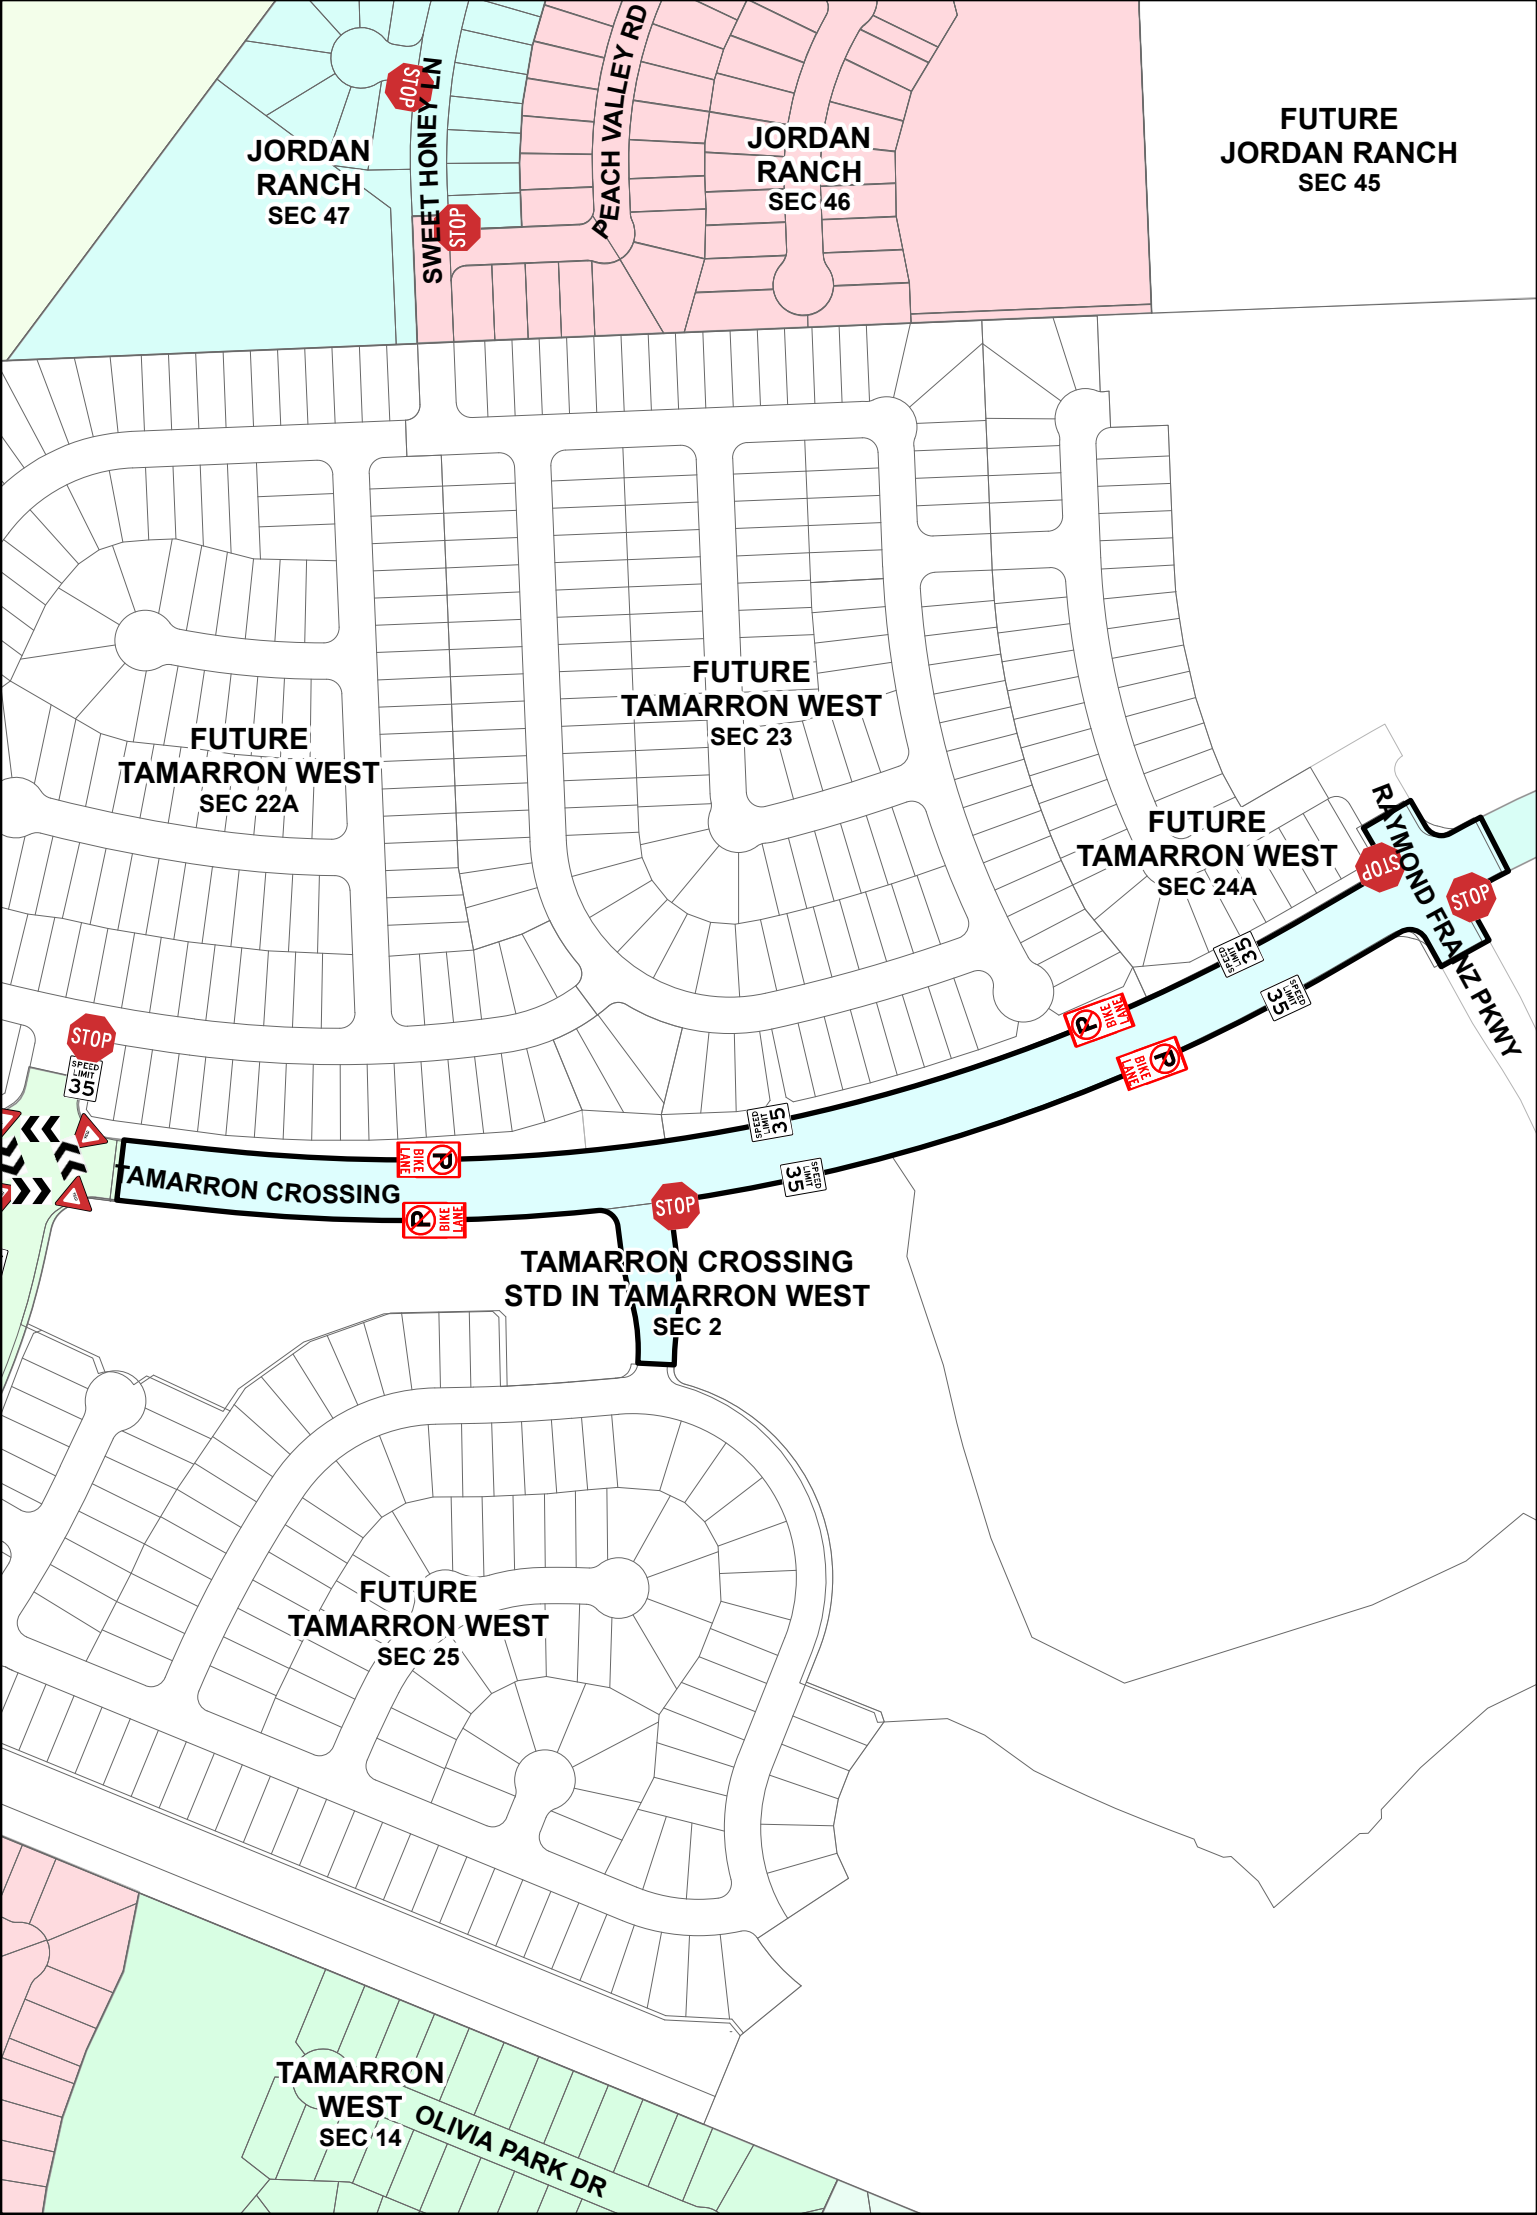 STOP
SWEET HONEY LN
PEACH VALLEY RD
JORDAN
RANCH
SEC 47
STOP
JORDAN
RANCH
SEC 46
FUTURE
JORDAN RANCH
SEC 45
FUTURE
TAMARRON WEST
SEC 22A
FUTURE
TAMARRON WEST
SEC 23
FUTURE
TAMARRON WEST
SEC 24A
RAYMOND FRANZ PKWY
STOP
STOP
SPEED
LIMIT
35
SPEED
LIMIT
35
P
BIKE
LANE
P
BIKE
LANE
STOP
SPEED
LIMIT
35
SPEED
LIMIT
35
SPEED
LIMIT
35
P
BIKE
LANE
TAMARRON CROSSING
P
BIKE
LANE
STOP
TAMARRON CROSSING
STD IN TAMARRON WEST
SEC 2
FUTURE
TAMARRON WEST
SEC 25
TAMARRON
WEST
SEC 14
OLIVIA PARK DR